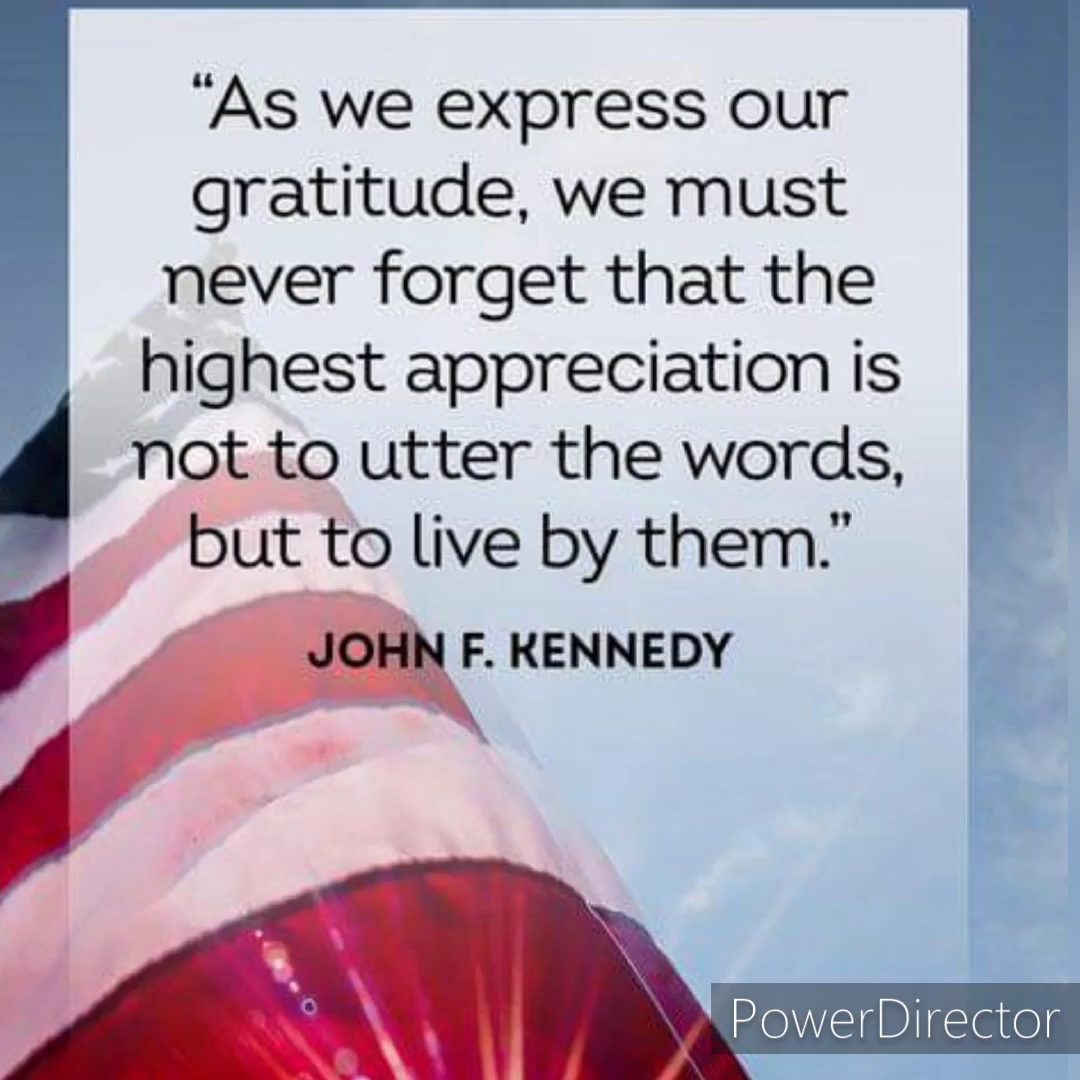 “As we express our
gratitude, we must
never forget that the
highest appreciation is
not to utter the words,
but to live by them.”
JOHN F. KENNEDY
PowerDirector